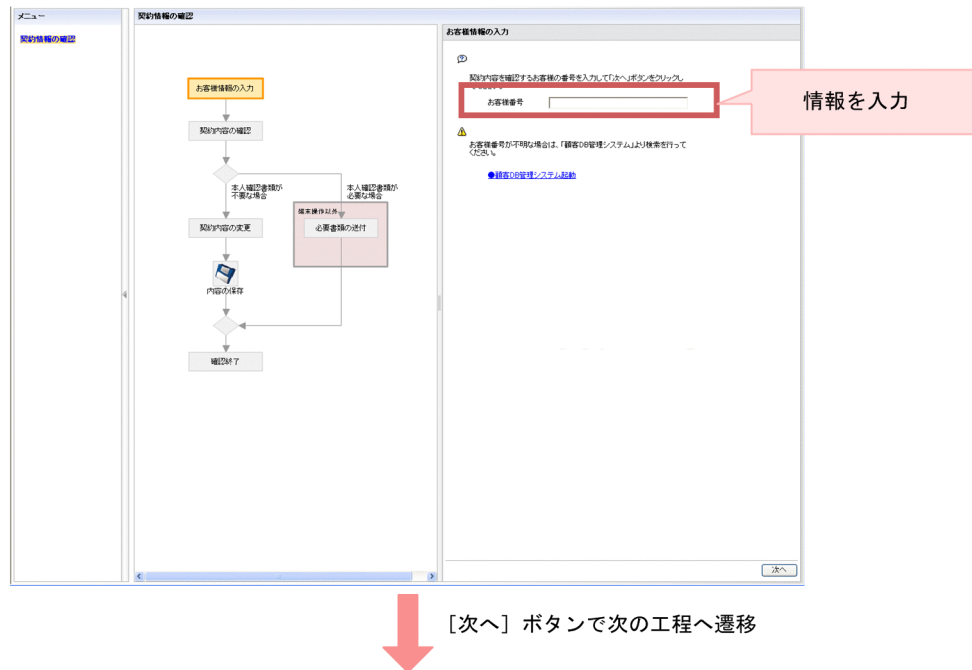 メニュー
契約情報の確認
契約情報の確認
お客様情報の入力
契約内容の確認
本人確認書類が
不要な場合
本人確認書類が
必要な場合
端末操作以外
契約内容の変更
必要書類の送付
内容の保存
確認終了
お客様情報の入力
契約内容を確認するお客様の番号を入力して「次へ」ボタンをクリックし
お客様番号
情報を入力
お客様番号が不明な場合は、「顧客DB管理システム」より検索を行って
ください。
●顧客DB管理システム起動
次へ
［次へ］ボタンで次の工程へ遷移